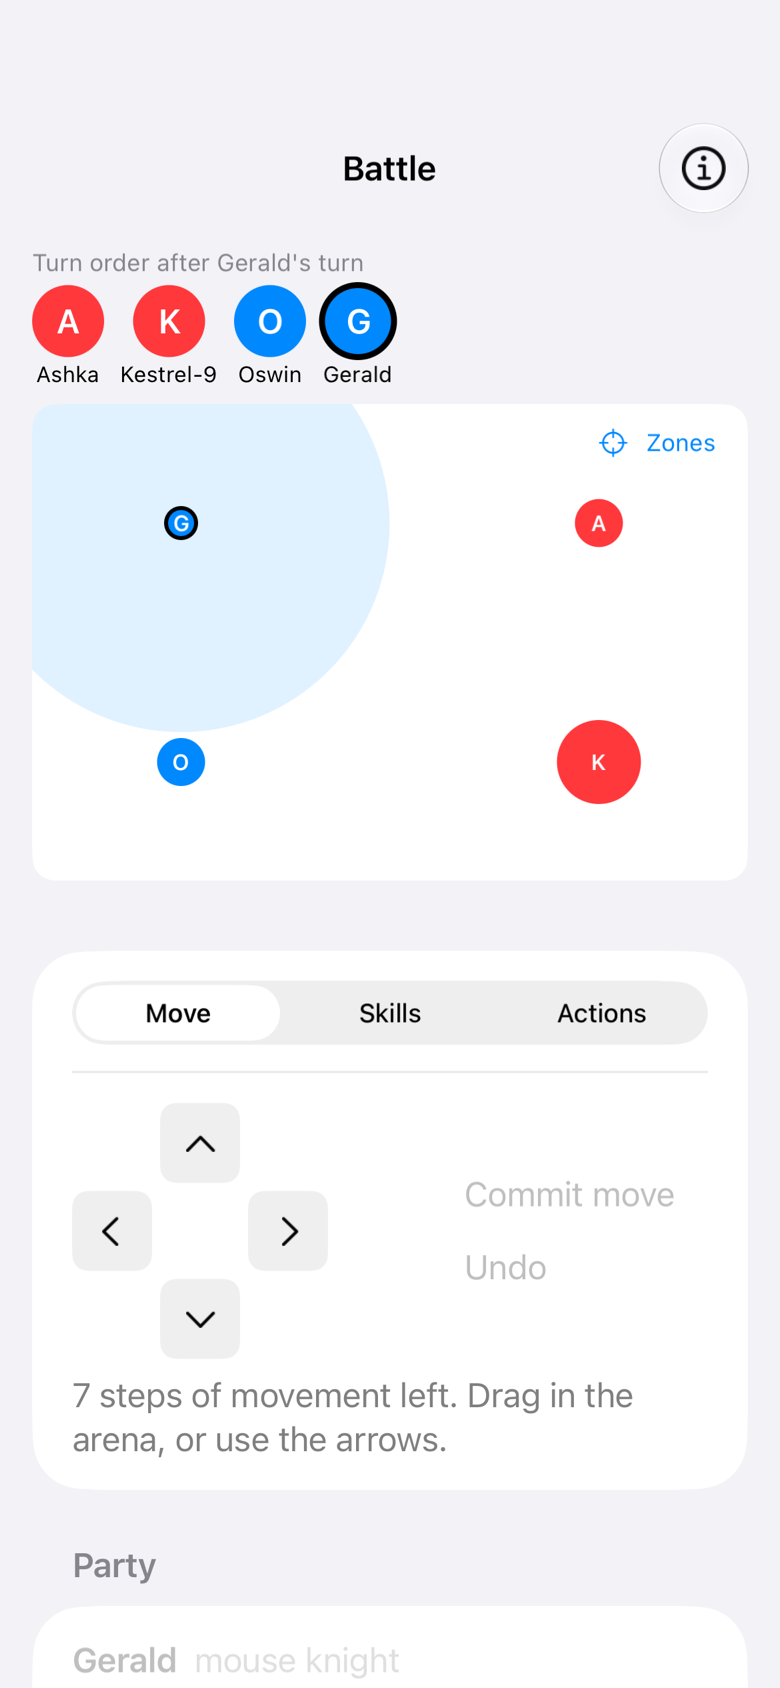 Battle
Turn order after Gerald's turn
A K O G
Ashka Kestrel-9 Oswin Gerald
Zones
G A
O K
Move Skills Actions
Commit move
Undo
7 steps of movement left. Drag in the
arena, or use the arrows.
Party
Gerald mouse knight